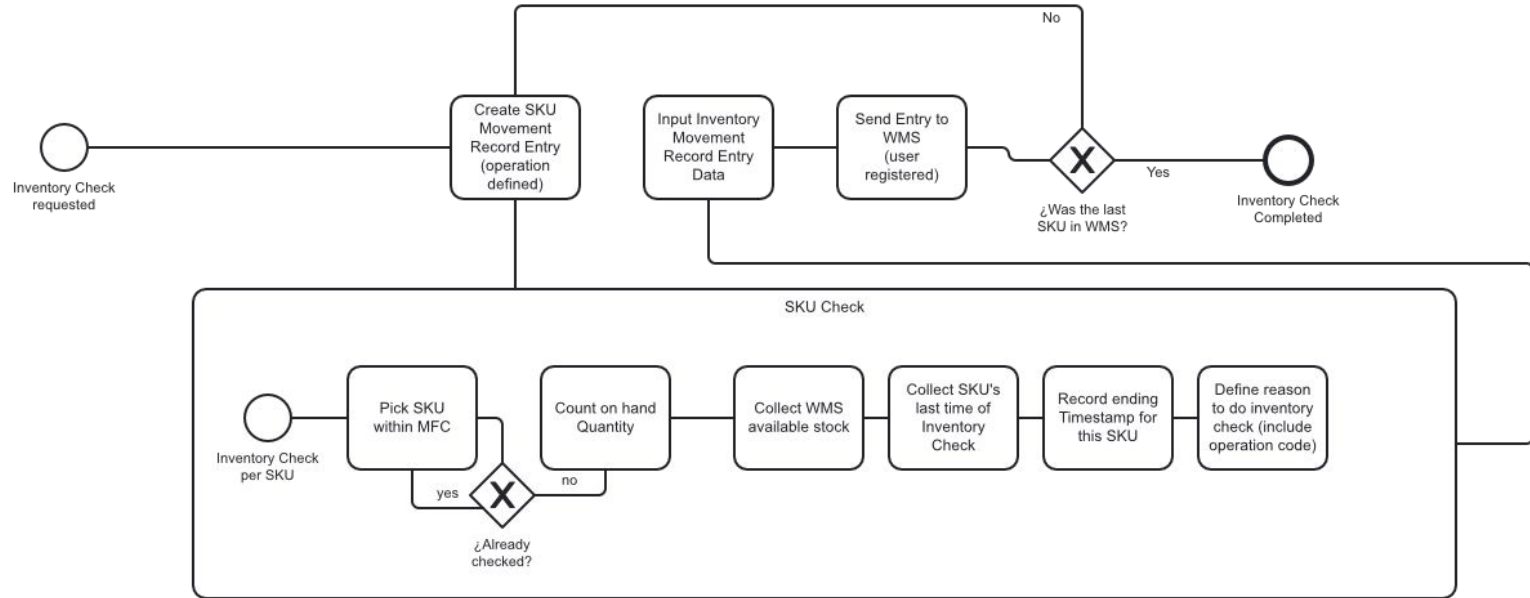 No
Create SKU
Movement
Record Entry
(operation
defined)
Input Inventory
Movement
Record Entry
Data
Send Entry to
WMS
(user
registered)
Inventory Check
requested
Yes
¿Was the last
SKU in WMS?
Inventory Check
Completed
SKU Check
Pick SKU
within MFC
Count on hand
Quantity
Collect WMS
available stock
Collect SKU's
last time of
Inventory
Check
Record ending
Timestamp for
this SKU
Define reason
to do inventory
check (include
operation code)
Inventory Check
per SKU
yes
no
¿Already
checked?